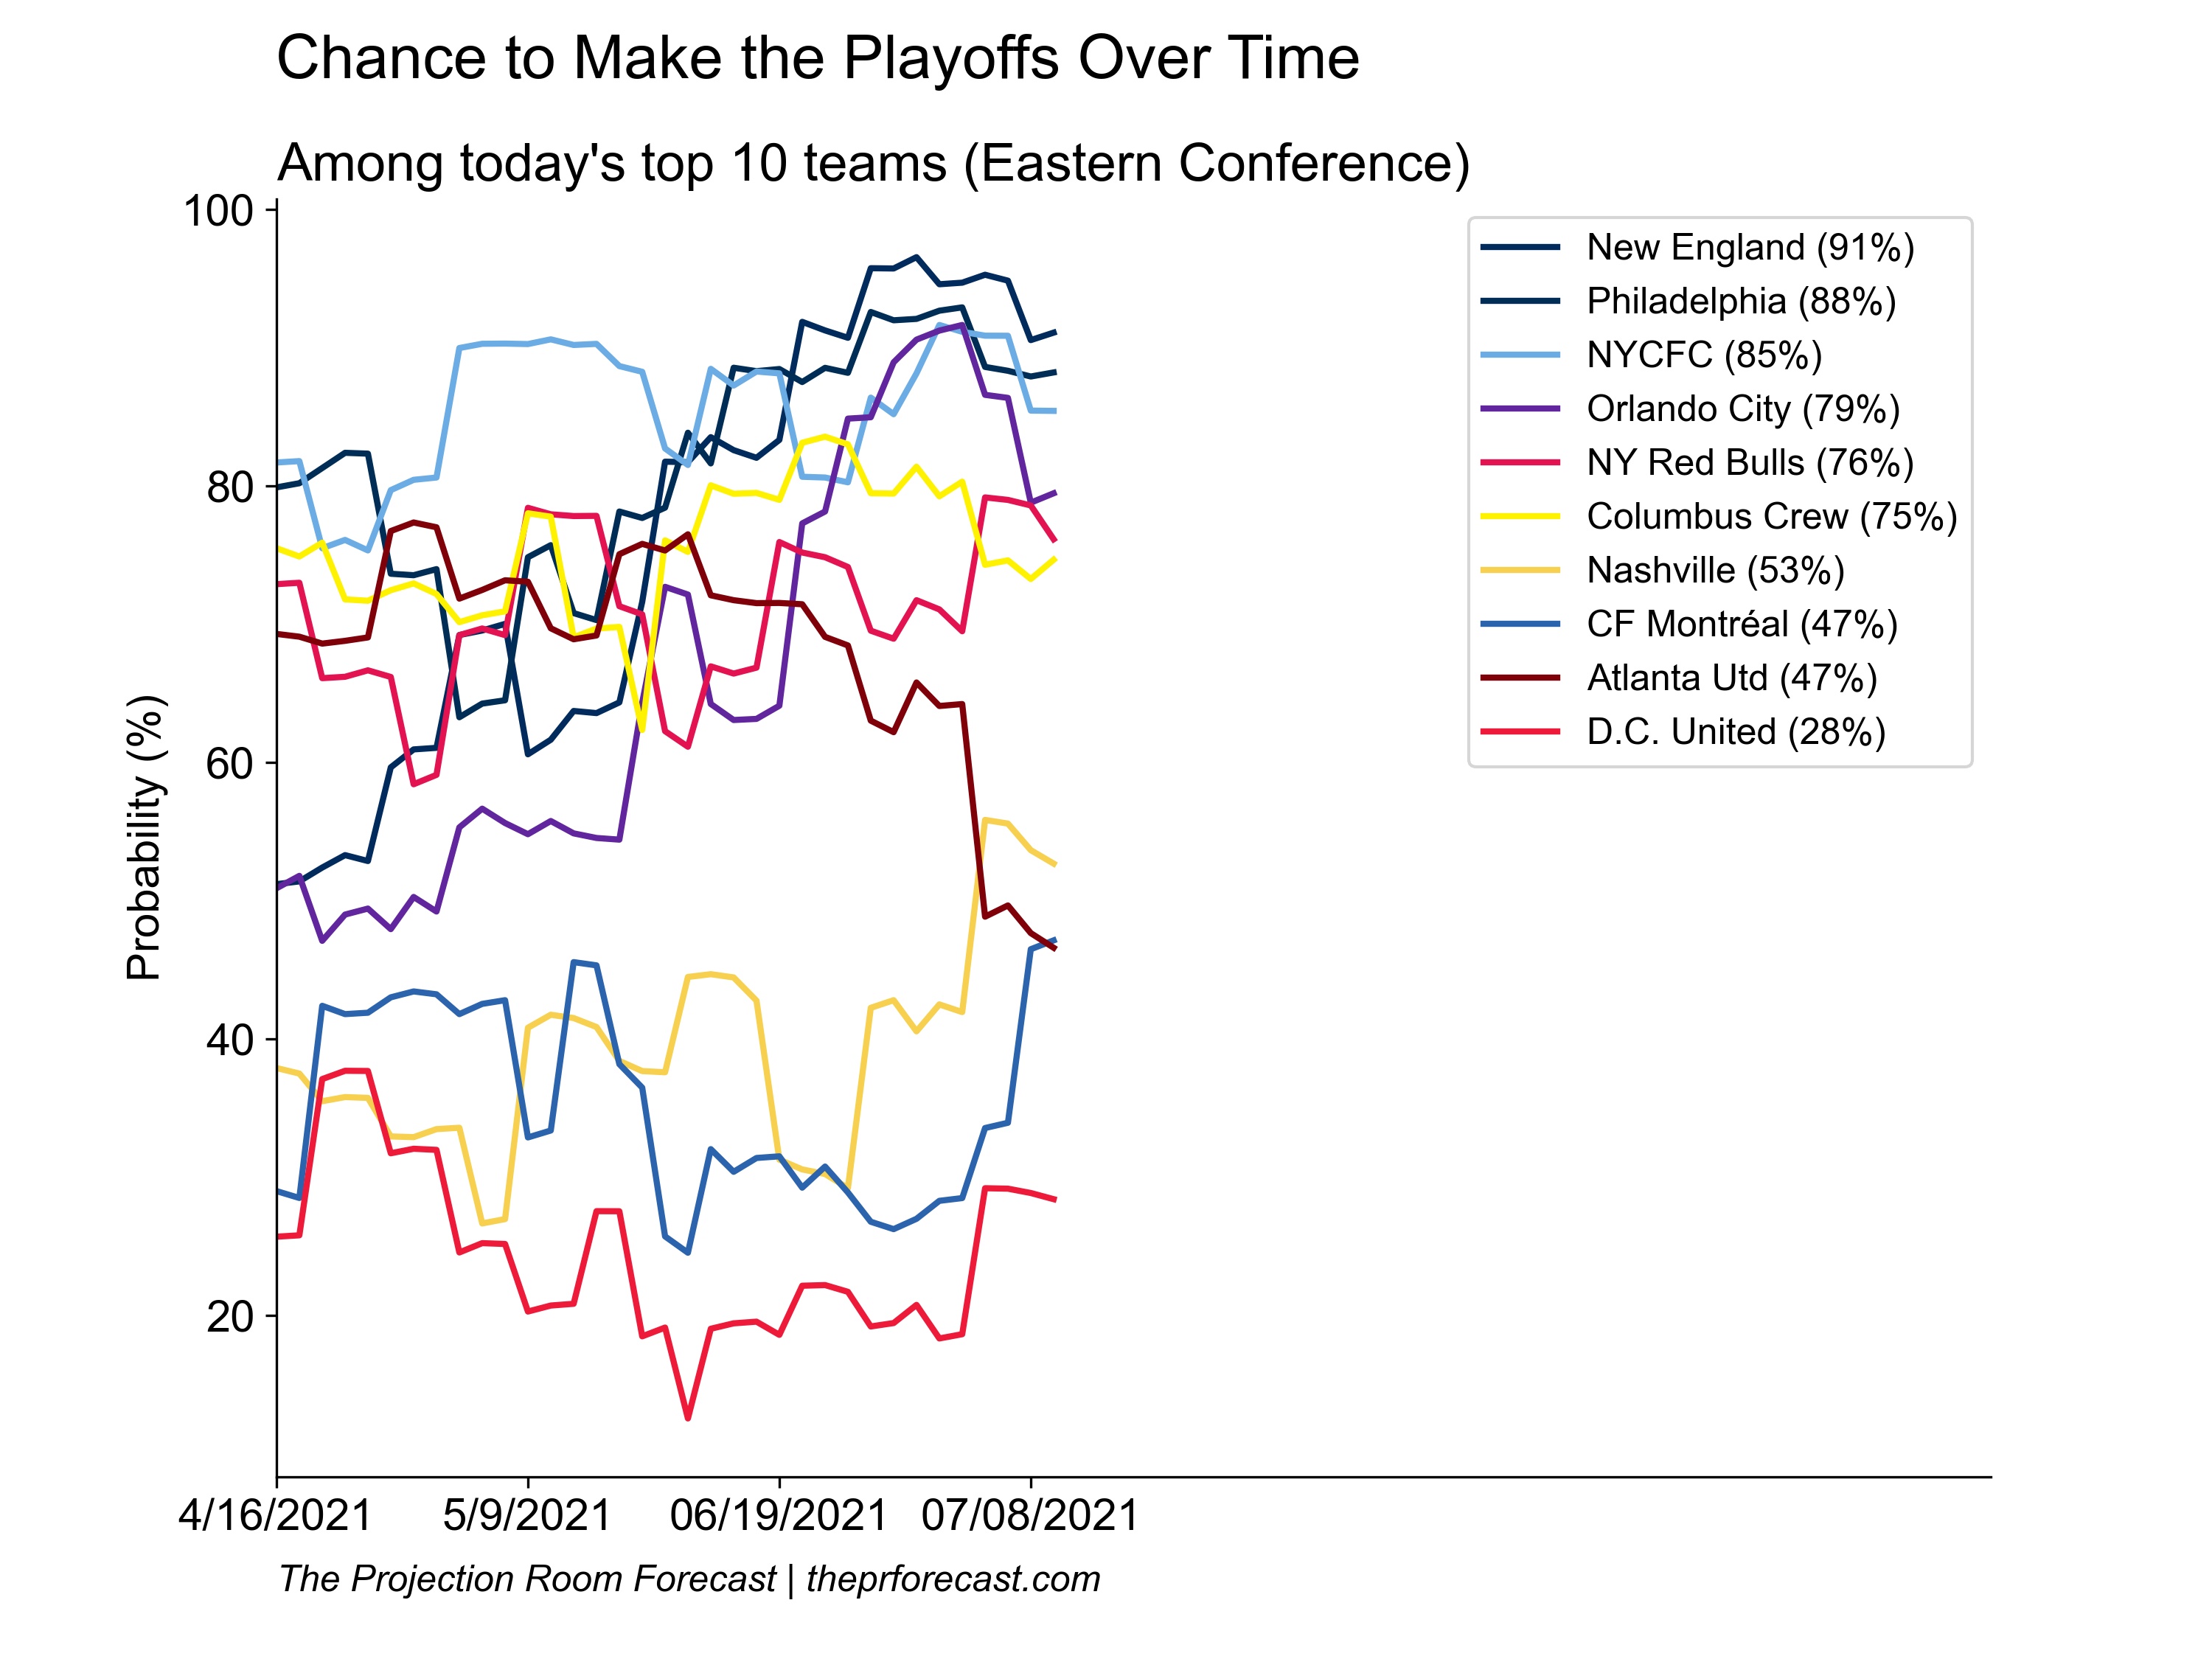 Chance to Make the Playoffs Over Time
Among today's top 10 teams (Eastern Conference)
100
80
60
40
20
Probability (%)
New England (91%)
Philadelphia (88%)
NYCFC (85%)
Orlando City (79%)
NY Red Bulls (76%)
Columbus Crew (75%)
Nashville (53%)
CF Montréal (47%)
Atlanta Utd (47%)
D.C. United (28%)
4/16/2021 5/9/2021 06/19/2021 07/08/2021
The Projection Room Forecast | theprforecast.com